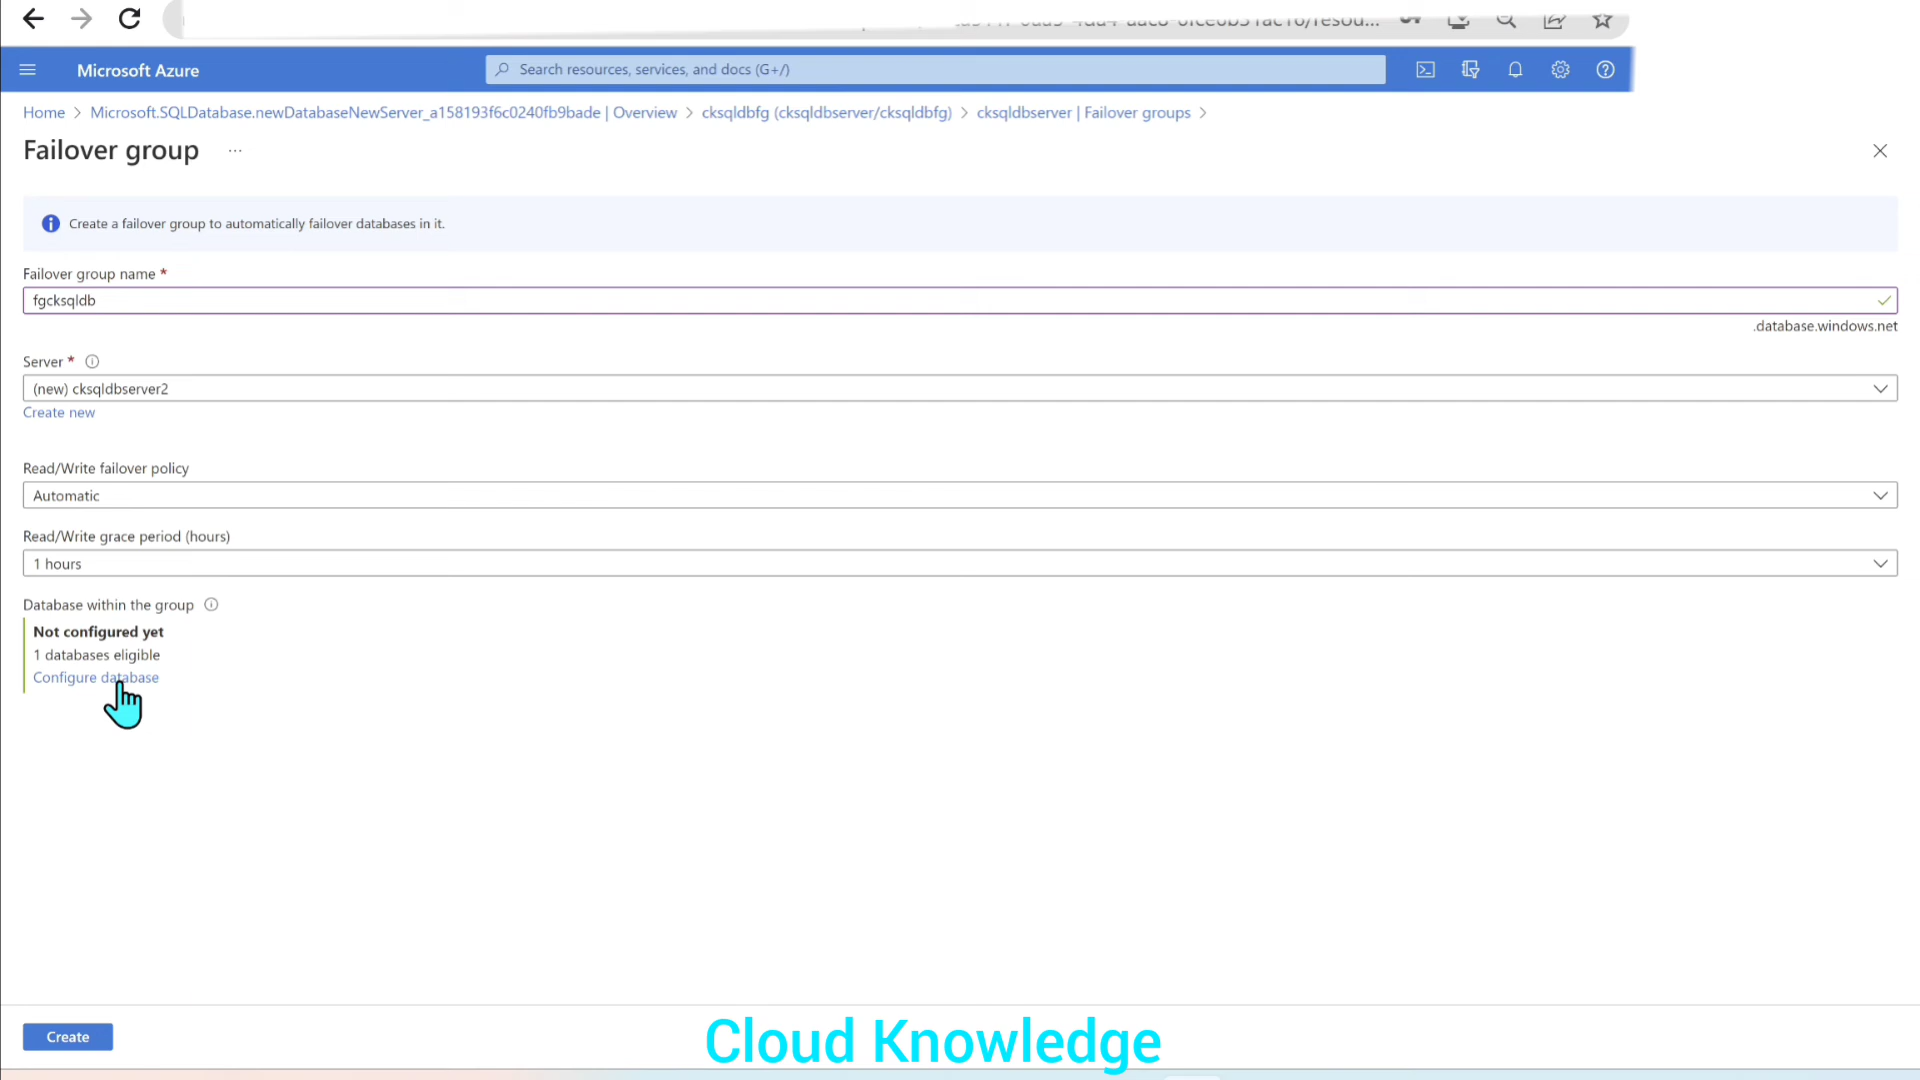 Microsoft Azure
Search resources, services, and docs (G+/)
Home > Microsoft.SQLDatabase.newDatabaseNewServer_a158193f6c0240fb9bade | Overview > cksqldbfg (cksqldbserver/cksqldbfg) > cksqldbserver | Failover groups >
Failover group ...
Create a failover group to automatically failover databases in it.
Failover group name *
fgcksqldb
.database.windows.net
Server *
(new) cksqldbserver2
Create new
Read/Write failover policy
Automatic
Read/Write grace period (hours)
1 hours
Database within the group
Not configured yet
1 databases eligible
Configure database
Create
Cloud Knowledge